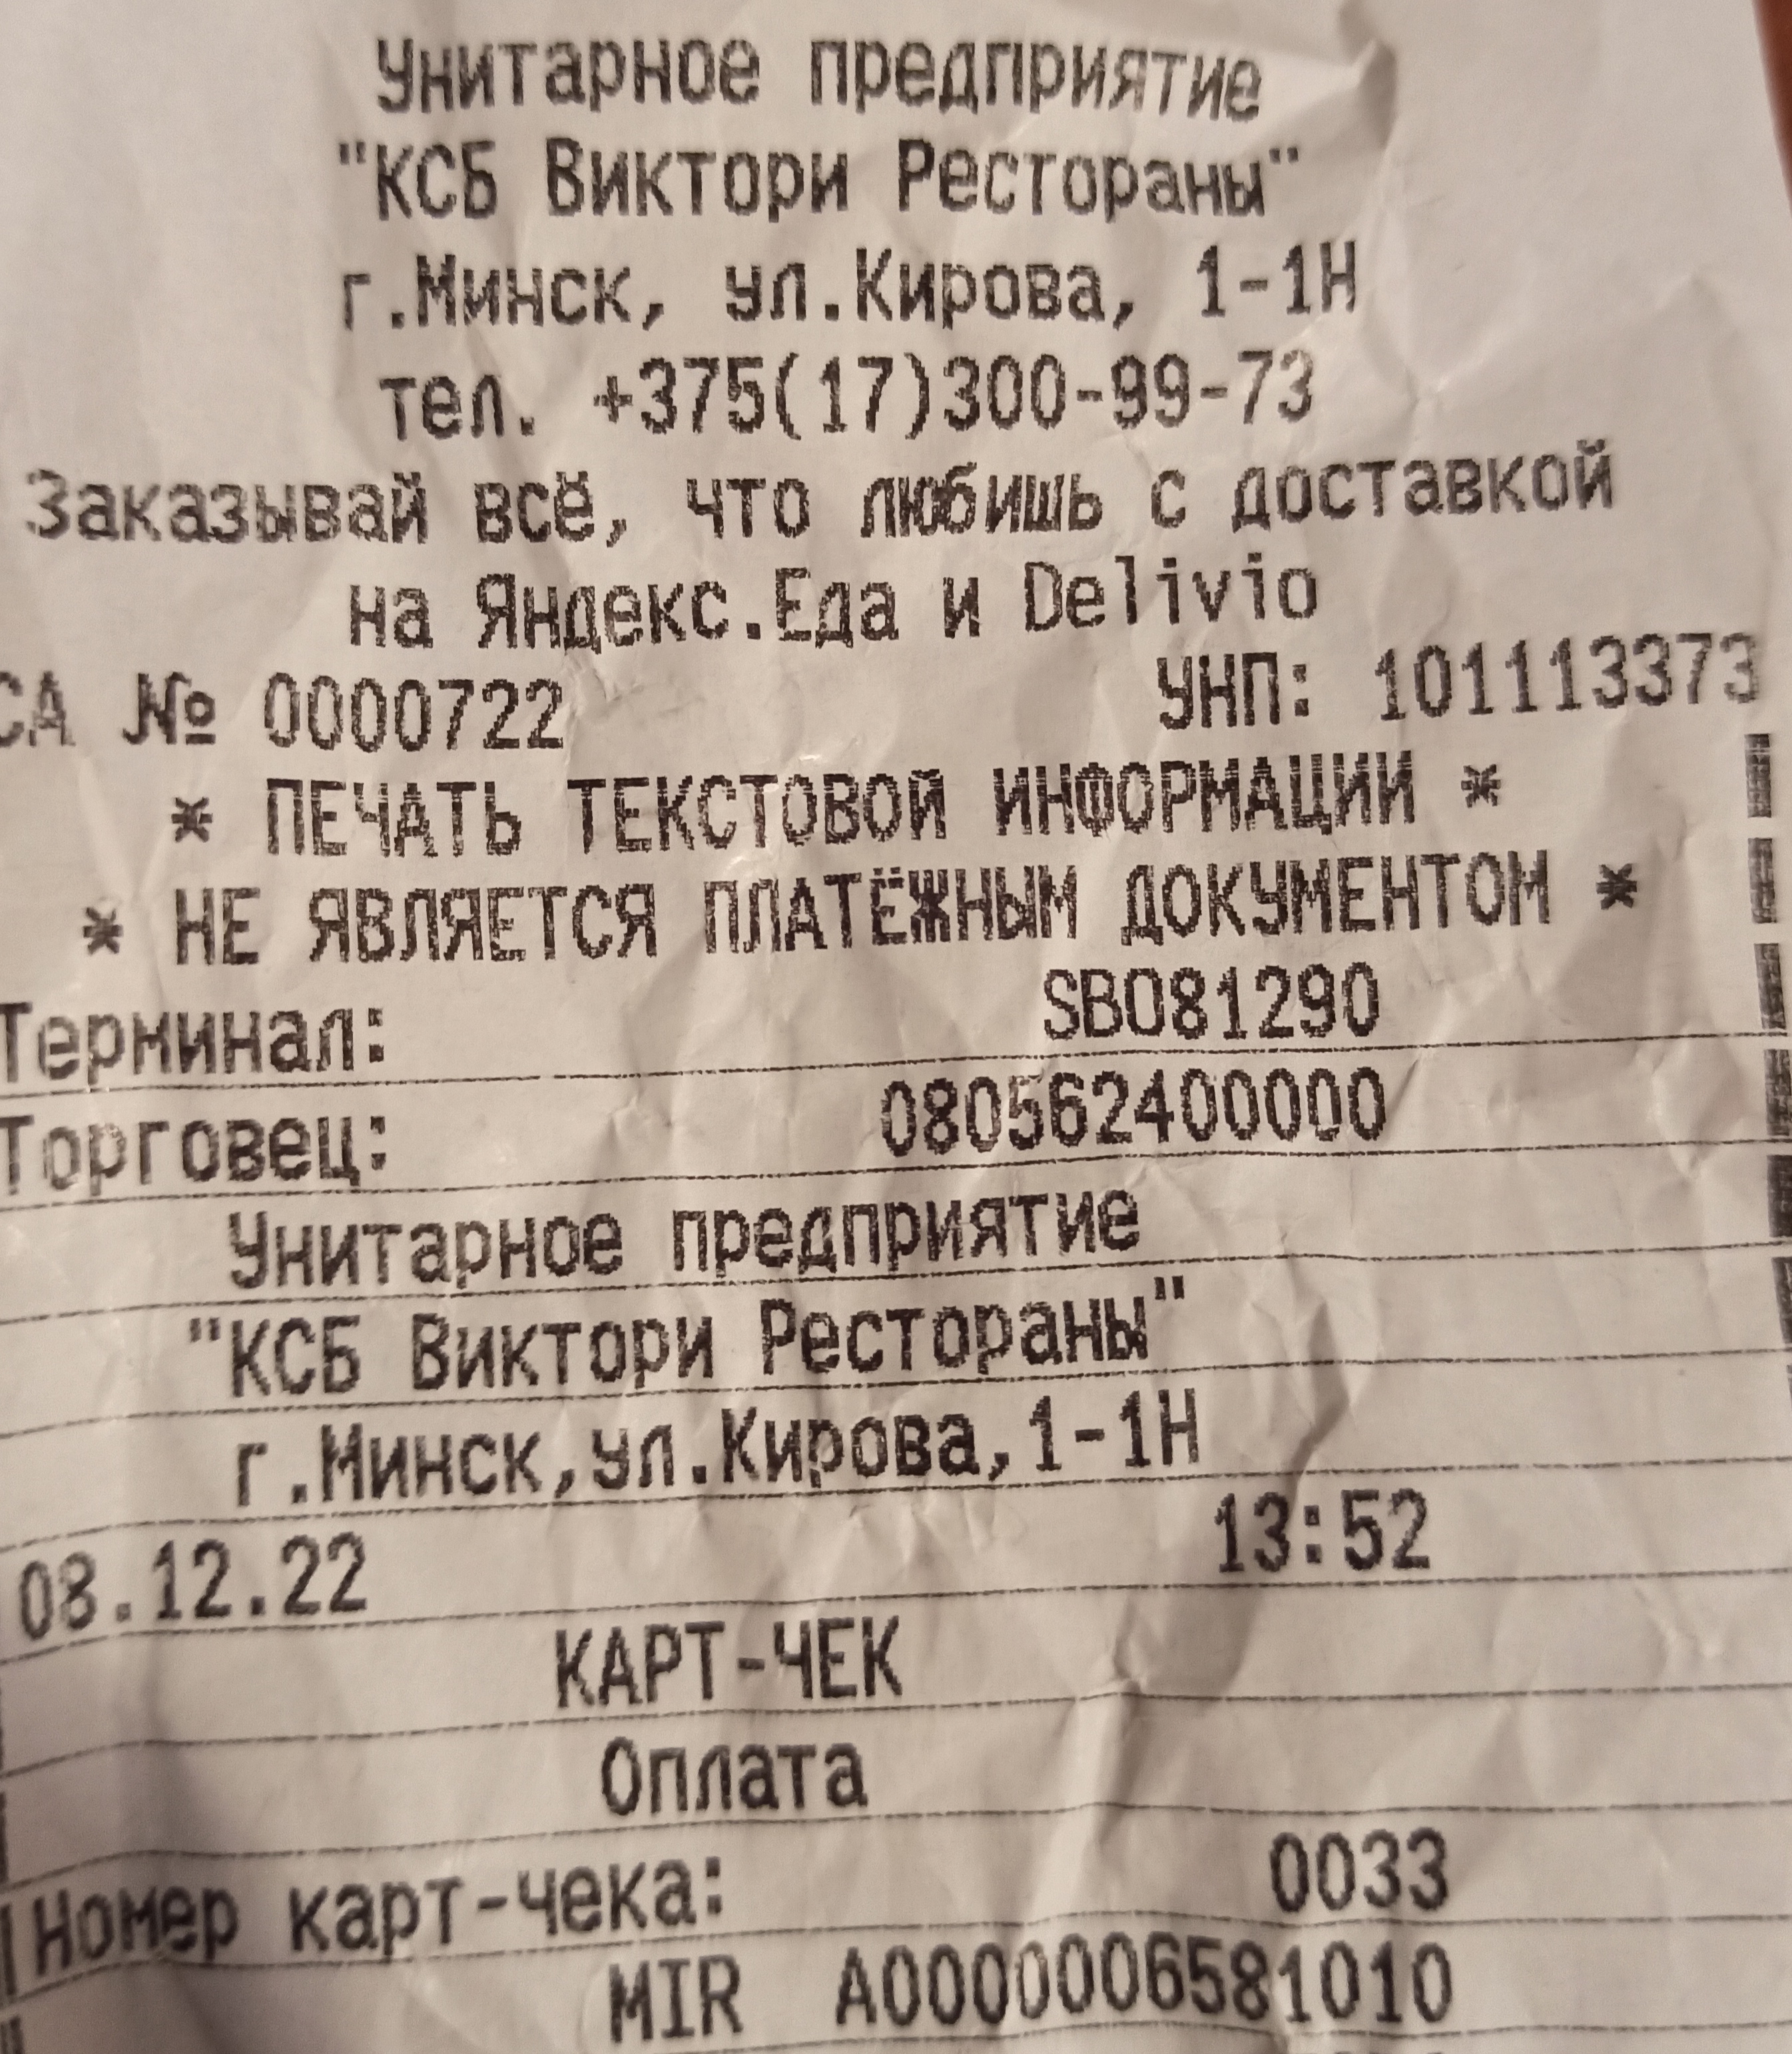 Унитарное предприятие
"КСБ Виктори Рестораны"
г.Минск, ул.Кирова, 1-1Н
тел. +375(17)300-99-73
Заказывай всё, что любишь с доставкой
на Яндекс.Еда и Delivio
СА № 0000722 УНП: 101113373
* ПЕЧАТЬ ТЕКСТОВОЙ ИНФОРМАЦИИ *
* НЕ ЯВЛЯЕТСЯ ПЛАТЁЖНЫМ ДОКУМЕНТОМ *
Терминал: SBO81290
Торговец: 080562400000
Унитарное предприятие
"КСБ Виктори Рестораны"
г.Минск,ул.Кирова,1-1Н
08.12.22 13:52
КАРТ-ЧЕК
Оплата
Номер карт-чека: 0033
MIR A0000006581010